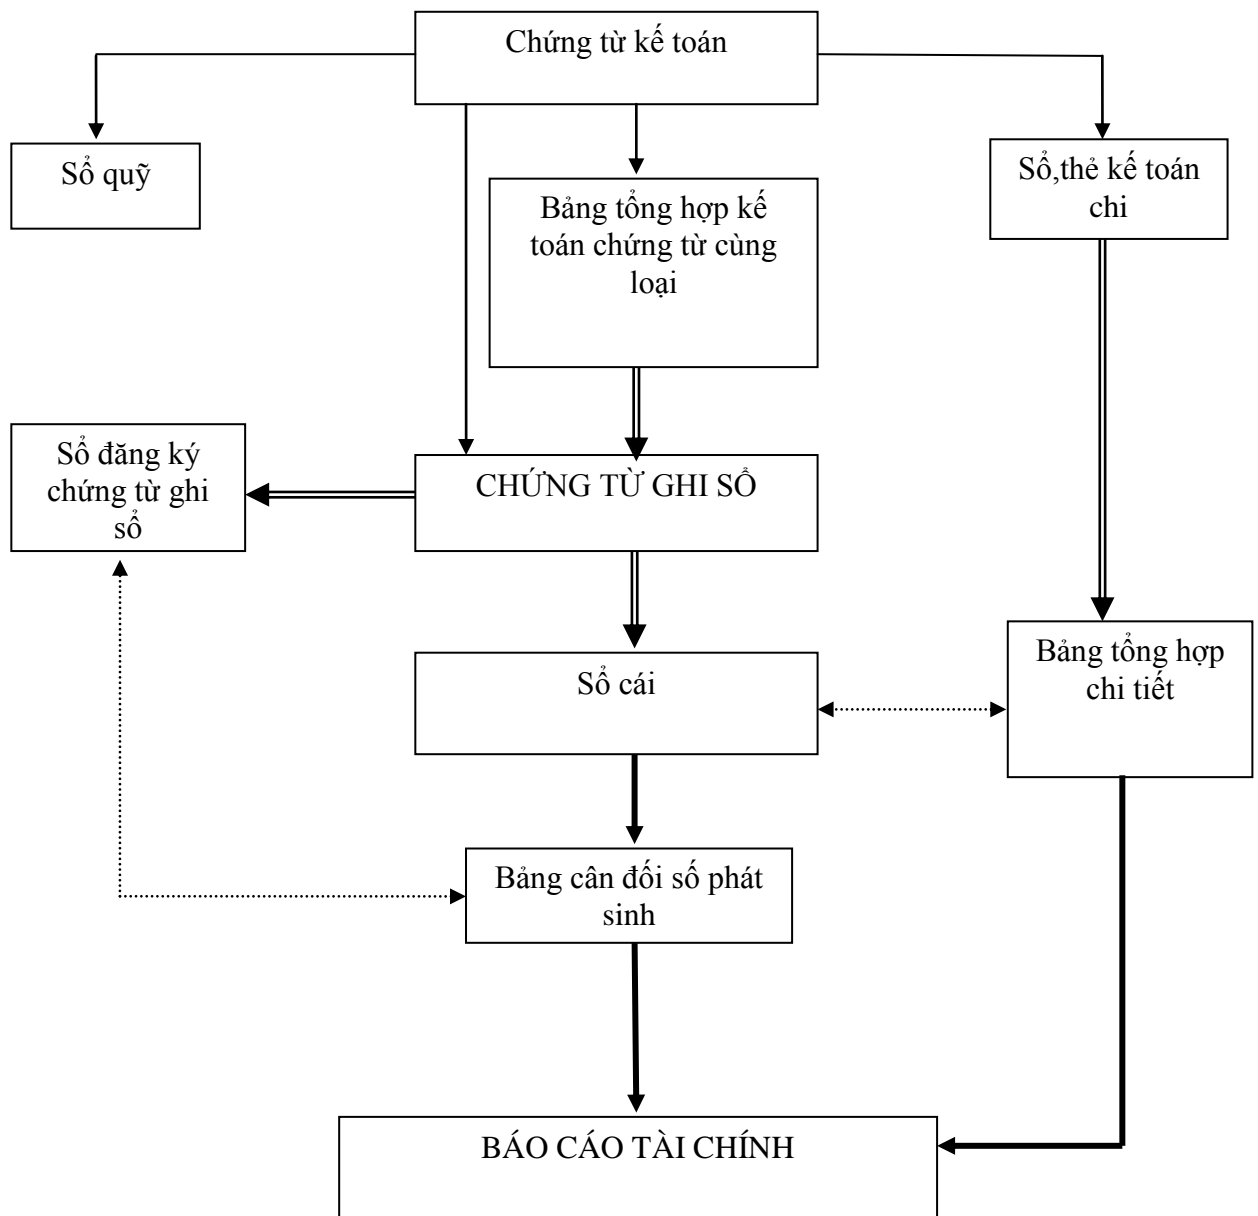 Chứng từ kế toán
Sổ quỹ
Bảng tổng hợp kế
toán chứng từ cùng
loại
Sổ,thẻ kế toán
chi
Sổ đăng ký
chứng từ ghi
sổ
CHỨNG TỪ GHI SỔ
Sổ cái
Bảng tổng hợp
chi tiết
Bảng cân đối số phát
sinh
BÁO CÁO TÀI CHÍNH